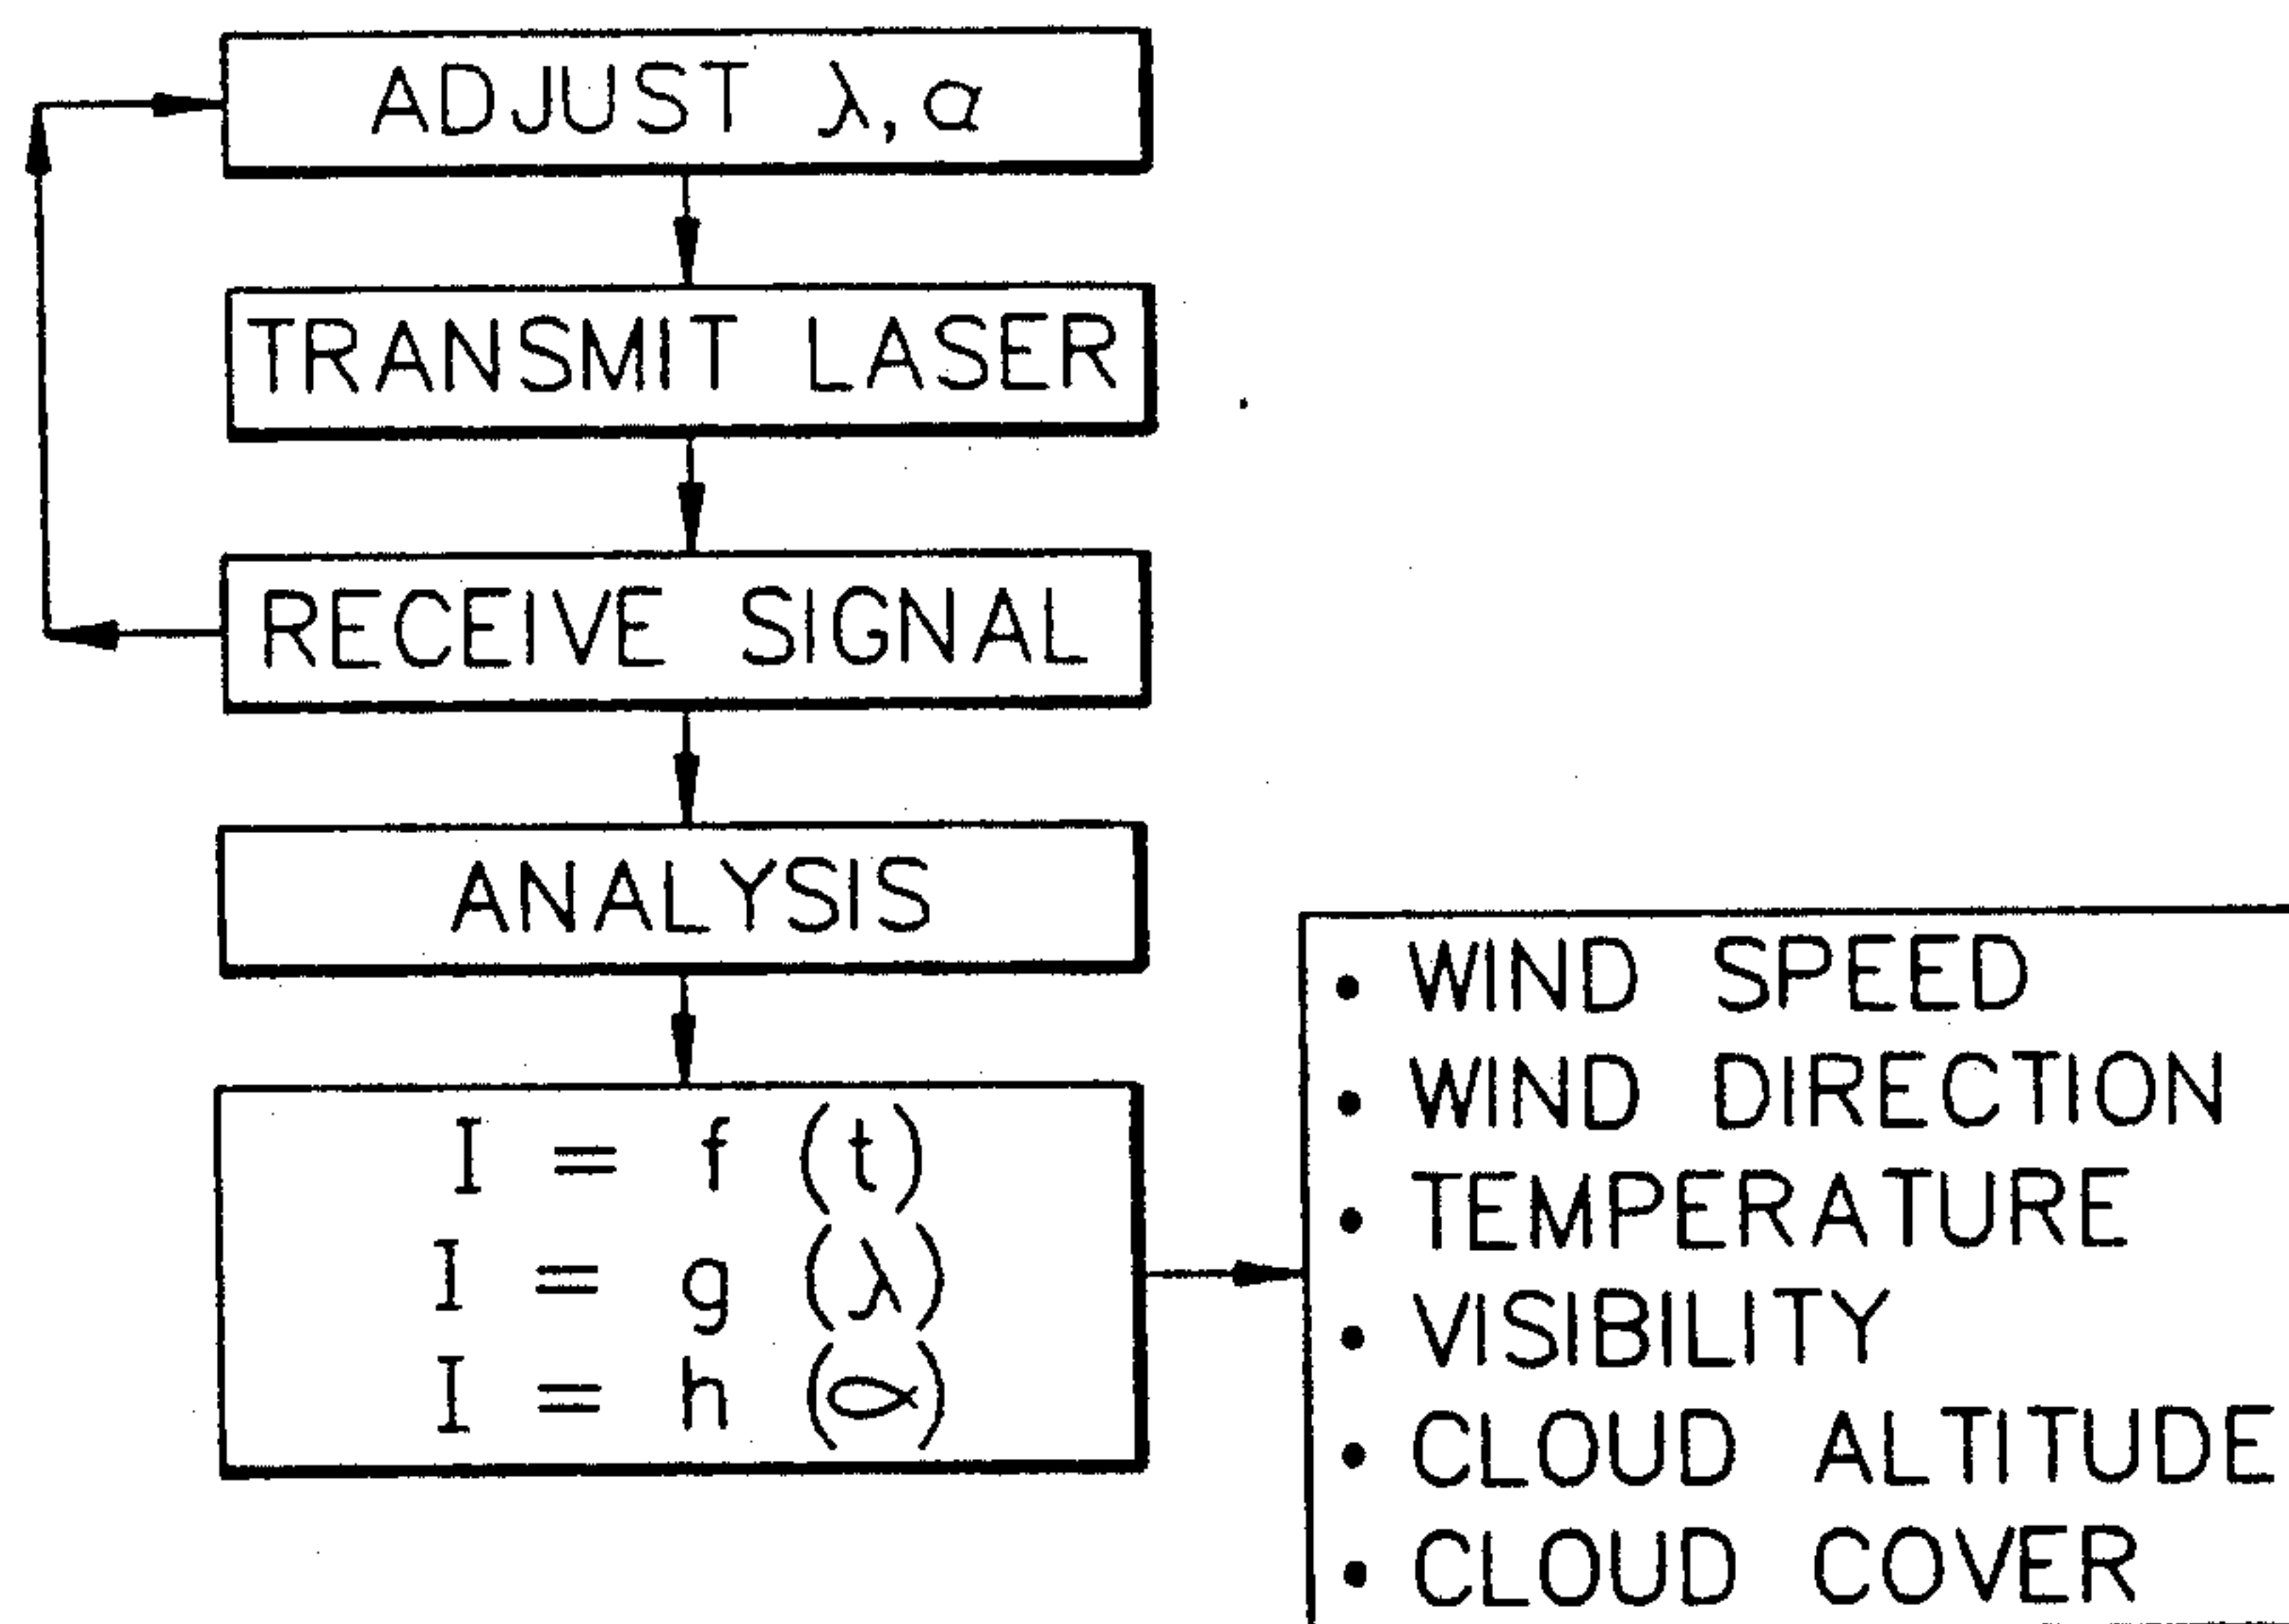 ADJUST λ, α
TRANSMIT LASER
RECEIVE SIGNAL
ANALYSIS
I = f (t)
I = g (λ)
I = h (α)
• WIND SPEED
• WIND DIRECTION
• TEMPERATURE
• VISIBILITY
• CLOUD ALTITUDE
• CLOUD COVER